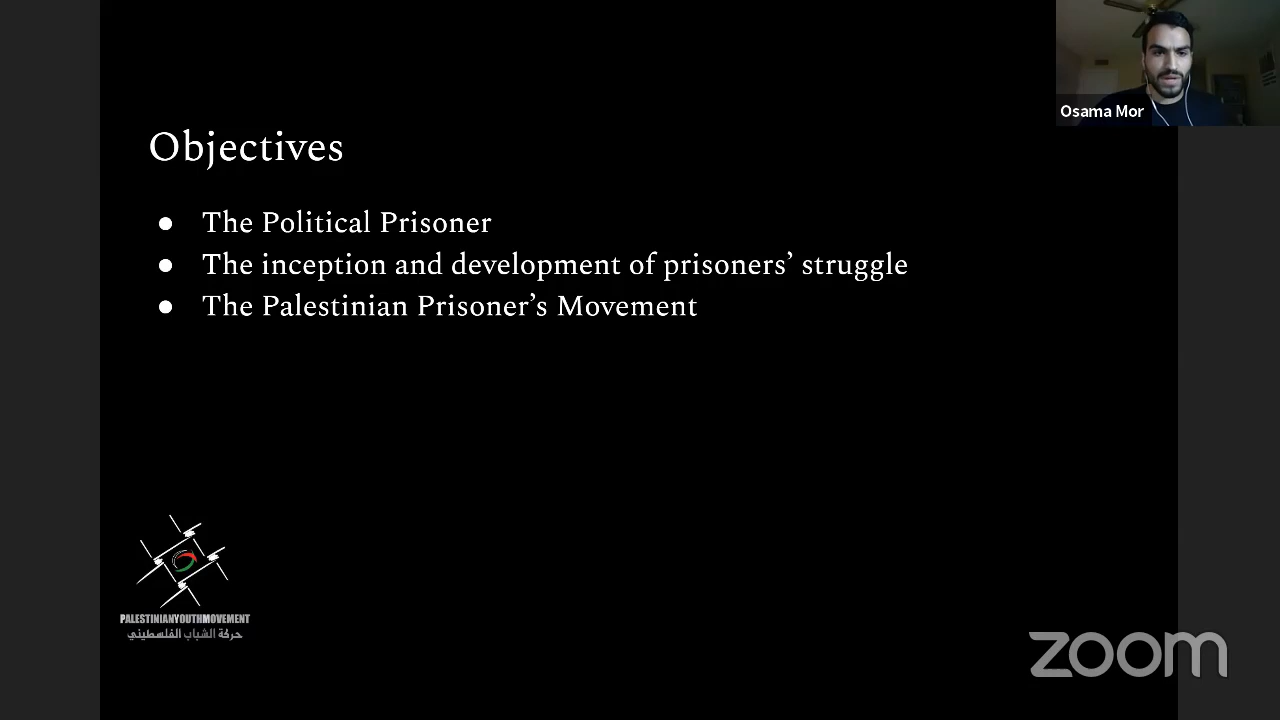 Osama Mor
Objectives
● The Political Prisoner
● The inception and development of prisoners’ struggle
● The Palestinian Prisoner’s Movement
PALESTINIANYOUTHMOVEMENT
حركة الشباب الفلسطيني
zoom